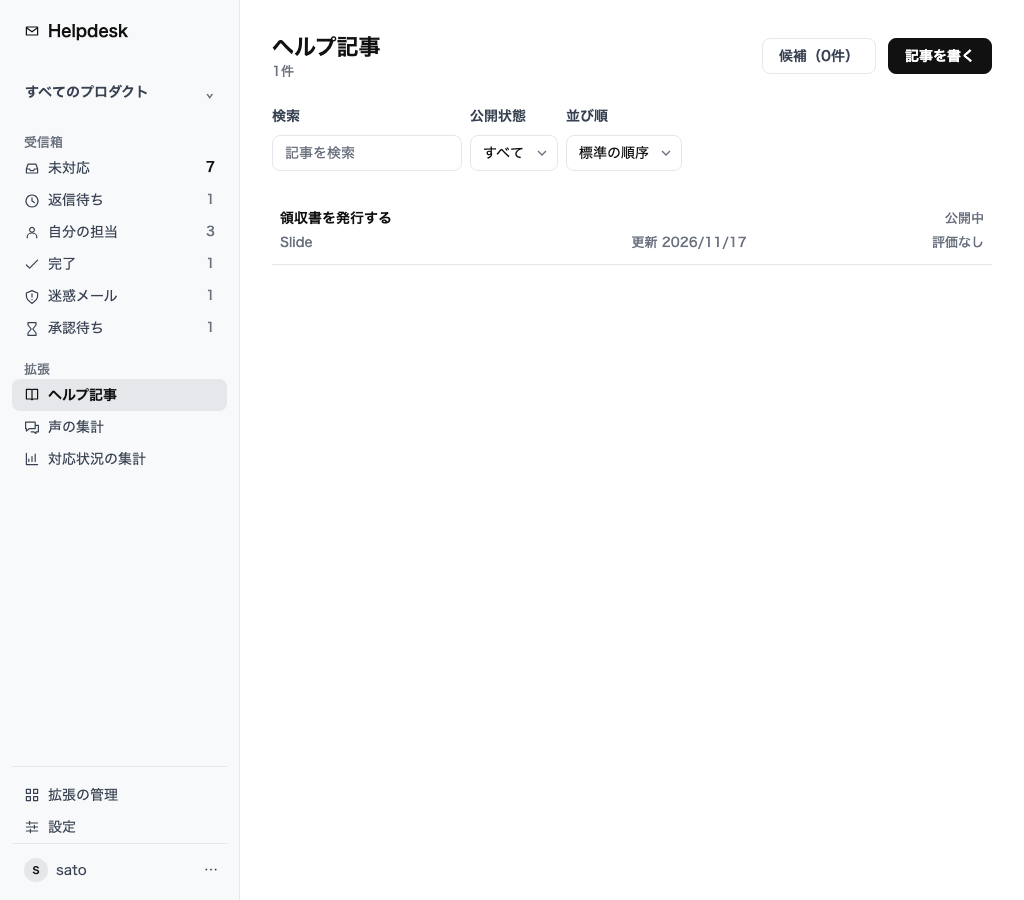 Helpdesk
すべてのプロダクト
受信箱
未対応 7
返信待ち 1
自分の担当 3
完了 1
迷惑メール 1
承認待ち 1
拡張
ヘルプ記事
声の集計
対応状況の集計
拡張の管理
設定
S sato
ヘルプ記事
1件
候補（0件）
記事を書く
検索 公開状態 並び順
記事を検索 すべて 標準の順序
領収書を発行する 公開中
Slide 更新 2026/11/17 評価なし